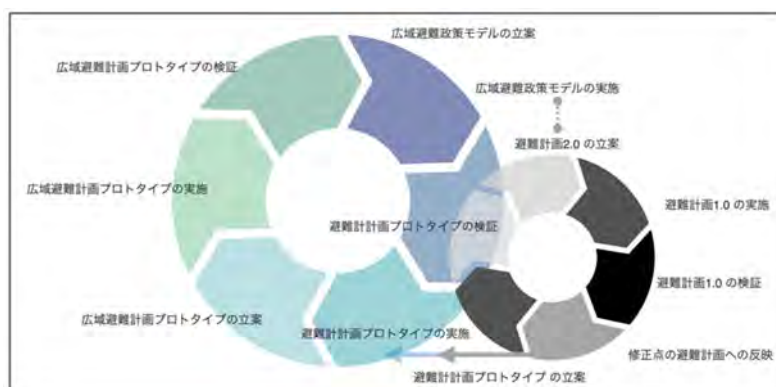 広域避難政策モデルの立案
広域避難計画プロトタイプの検証
広域避難政策モデルの実施
避難計画2.0 の立案
広域避難計画プロトタイプの実施
避難計画1.0 の実施
避難計計画プロトタイプの検証
避難計画1.0 の検証
広域避難計画プロトタイプの立案
避難計計画プロトタイプの実施
修正点の避難計画への反映
避難計計画プロトタイプ の立案